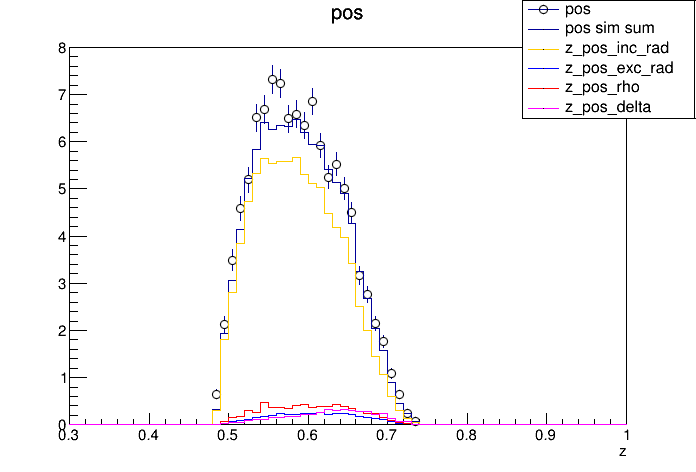 pos
pos
pos sim sum
z_pos_inc_rad
z_pos_exc_rad
z_pos_rho
z_pos_delta
8
7
6
5
4
3
2
1
0
0.3 0.4 0.5 0.6 0.7 0.8 0.9 1
z